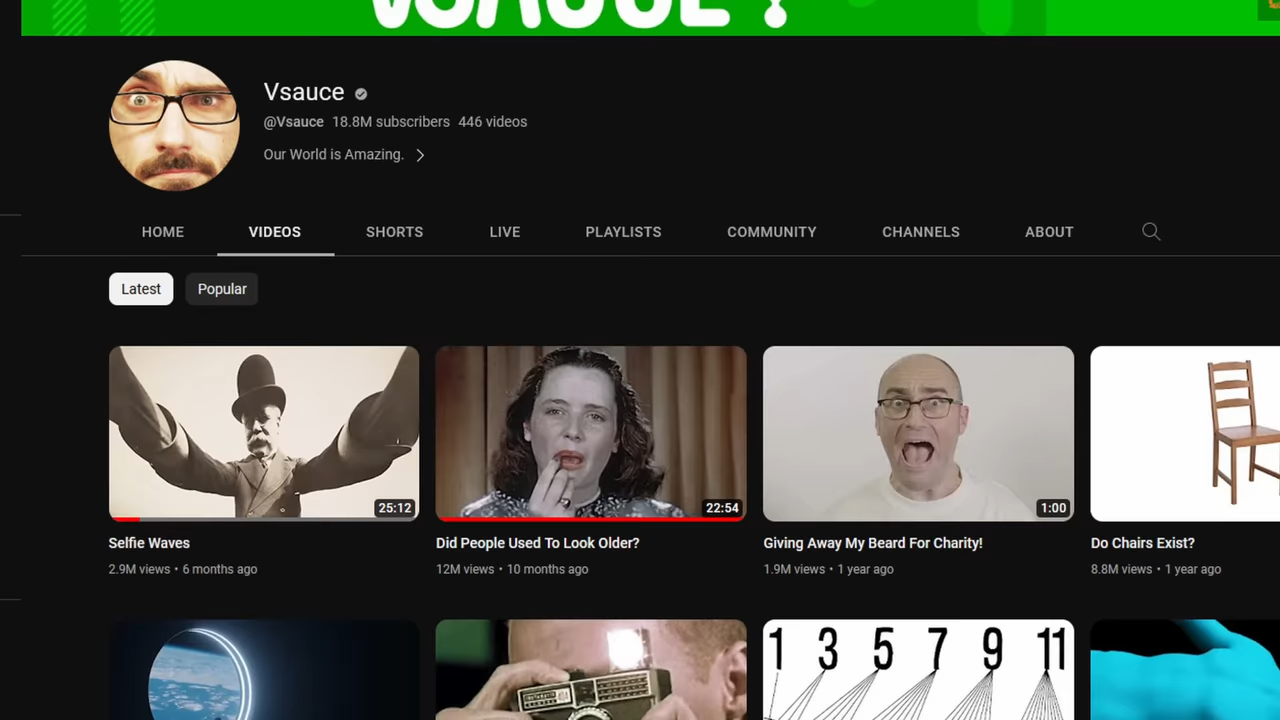 VSAUCE!
Vsauce
@Vsauce 18.8M subscribers 446 videos
Our World is Amazing.
HOME VIDEOS SHORTS LIVE PLAYLISTS COMMUNITY CHANNELS ABOUT
Latest Popular
25:12 22:54 1:00
Selfie Waves Did People Used To Look Older? Giving Away My Beard For Charity! Do Chairs Exist?
2.9M views • 6 months ago 12M views • 10 months ago 1.9M views • 1 year ago 8.8M views • 1 year ago
1 3 5 7 9 11